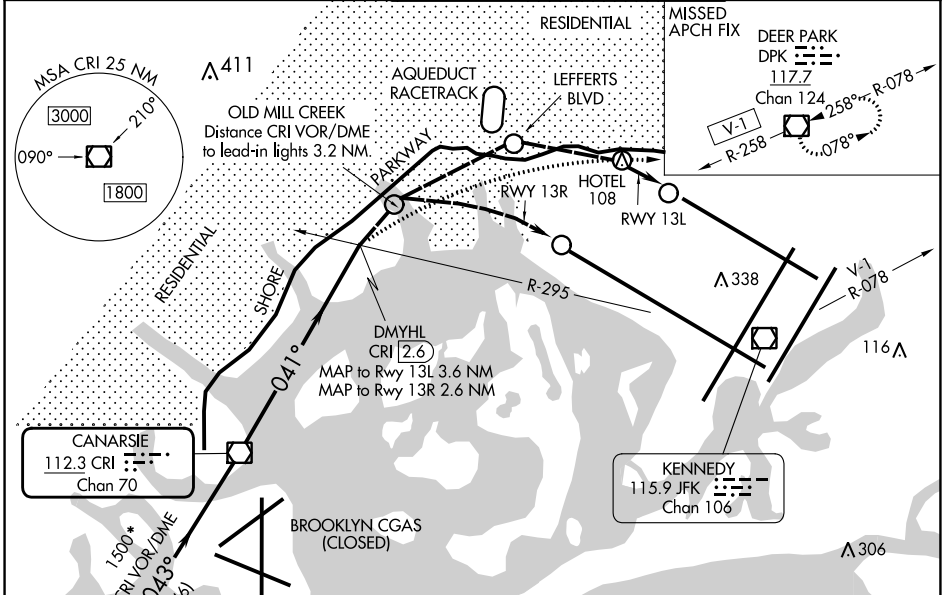 MSA CRI 25 NM
3000
210°
090°
1800
411
RESIDENTIAL
AQUEDUCT
RACETRACK
LEFFERTS
BLVD
OLD MILL CREEK
Distance CRI VOR/DME
to lead-in lights 3.2 NM.
PARKWAY
SHORE
RESIDENTIAL
RWY 13R
HOTEL
108
RWY 13L
MISSED
APCH FIX
DEER PARK
DPK
117.7
Chan 124
R-078
258°
078°
V-1
R-258
R-295
338
V-1
R-078
116
DMYHL
CRI 2.6
MAP to Rwy 13L 3.6 NM
MAP to Rwy 13R 2.6 NM
041°
CANARSIE
112.3 CRI
Chan 70
KENNEDY
115.9 JFK
Chan 106
BROOKLYN CGAS
(CLOSED)
306
1500*
CRI VOR/DME
043°